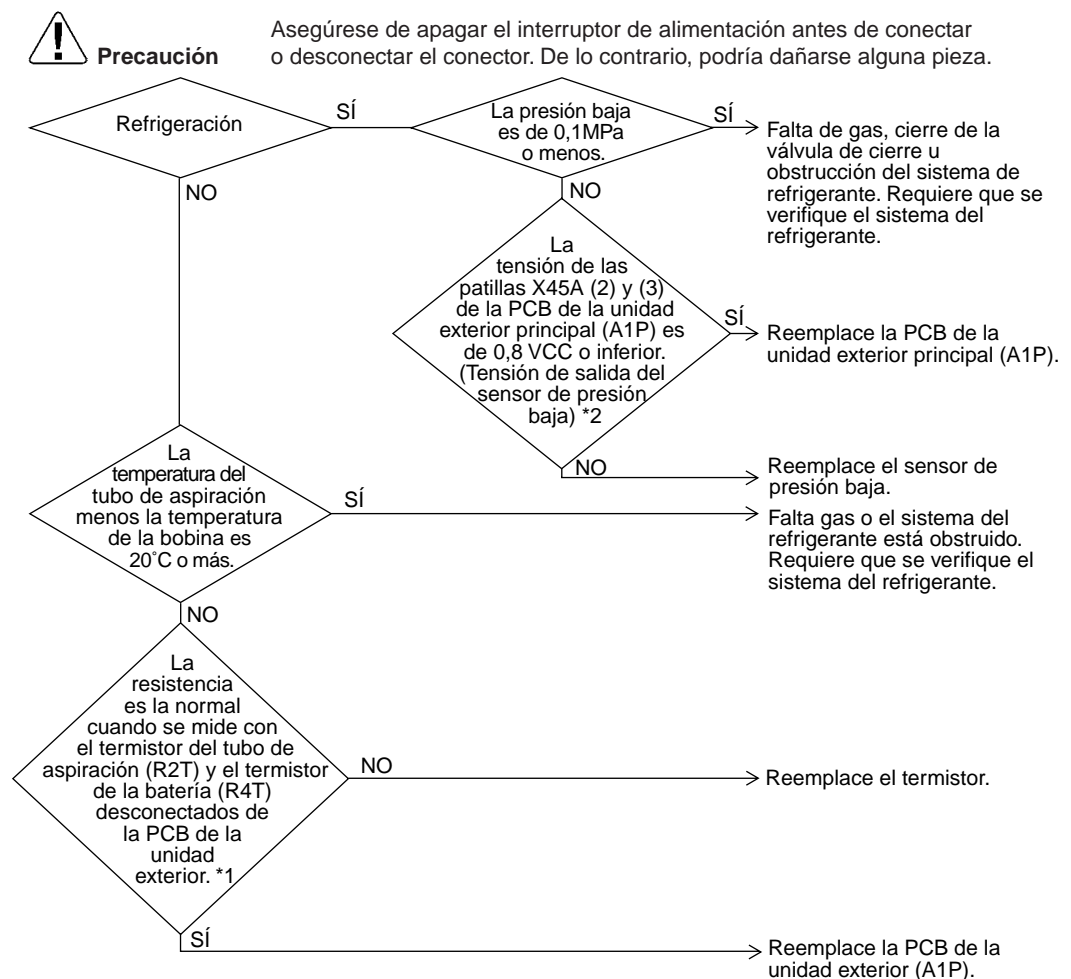 Precaución
Asegúrese de apagar el interruptor de alimentación antes de conectar
o desconectar el conector. De lo contrario, podría dañarse alguna pieza.
Refrigeración
SÍ
La presión baja
es de 0,1MPa
o menos.
SÍ
Falta de gas, cierre de la
válvula de cierre u
obstrucción del sistema de
refrigerante. Requiere que se
verifique el sistema del
refrigerante.
NO
NO
La
tensión de las
patillas X45A (2) y (3)
de la PCB de la unidad
exterior principal (A1P) es
de 0,8 VCC o inferior.
(Tensión de salida del
sensor de presión
baja) *2
SÍ
Reemplace la PCB de la
unidad exterior principal (A1P).
NO
Reemplace el sensor de
presión baja.
La
temperatura del
tubo de aspiración
menos la temperatura
de la bobina es
20˚C o más.
SÍ
Falta gas o el sistema del
refrigerante está obstruido.
Requiere que se verifique el
sistema del refrigerante.
NO
La
resistencia
es la normal
cuando se mide con
el termistor del tubo de
aspiración (R2T) y el termistor
de la batería (R4T)
desconectados de
la PCB de la
unidad
exterior. *1
NO
Reemplace el termistor.
SÍ
Reemplace la PCB de la
unidad exterior (A1P).